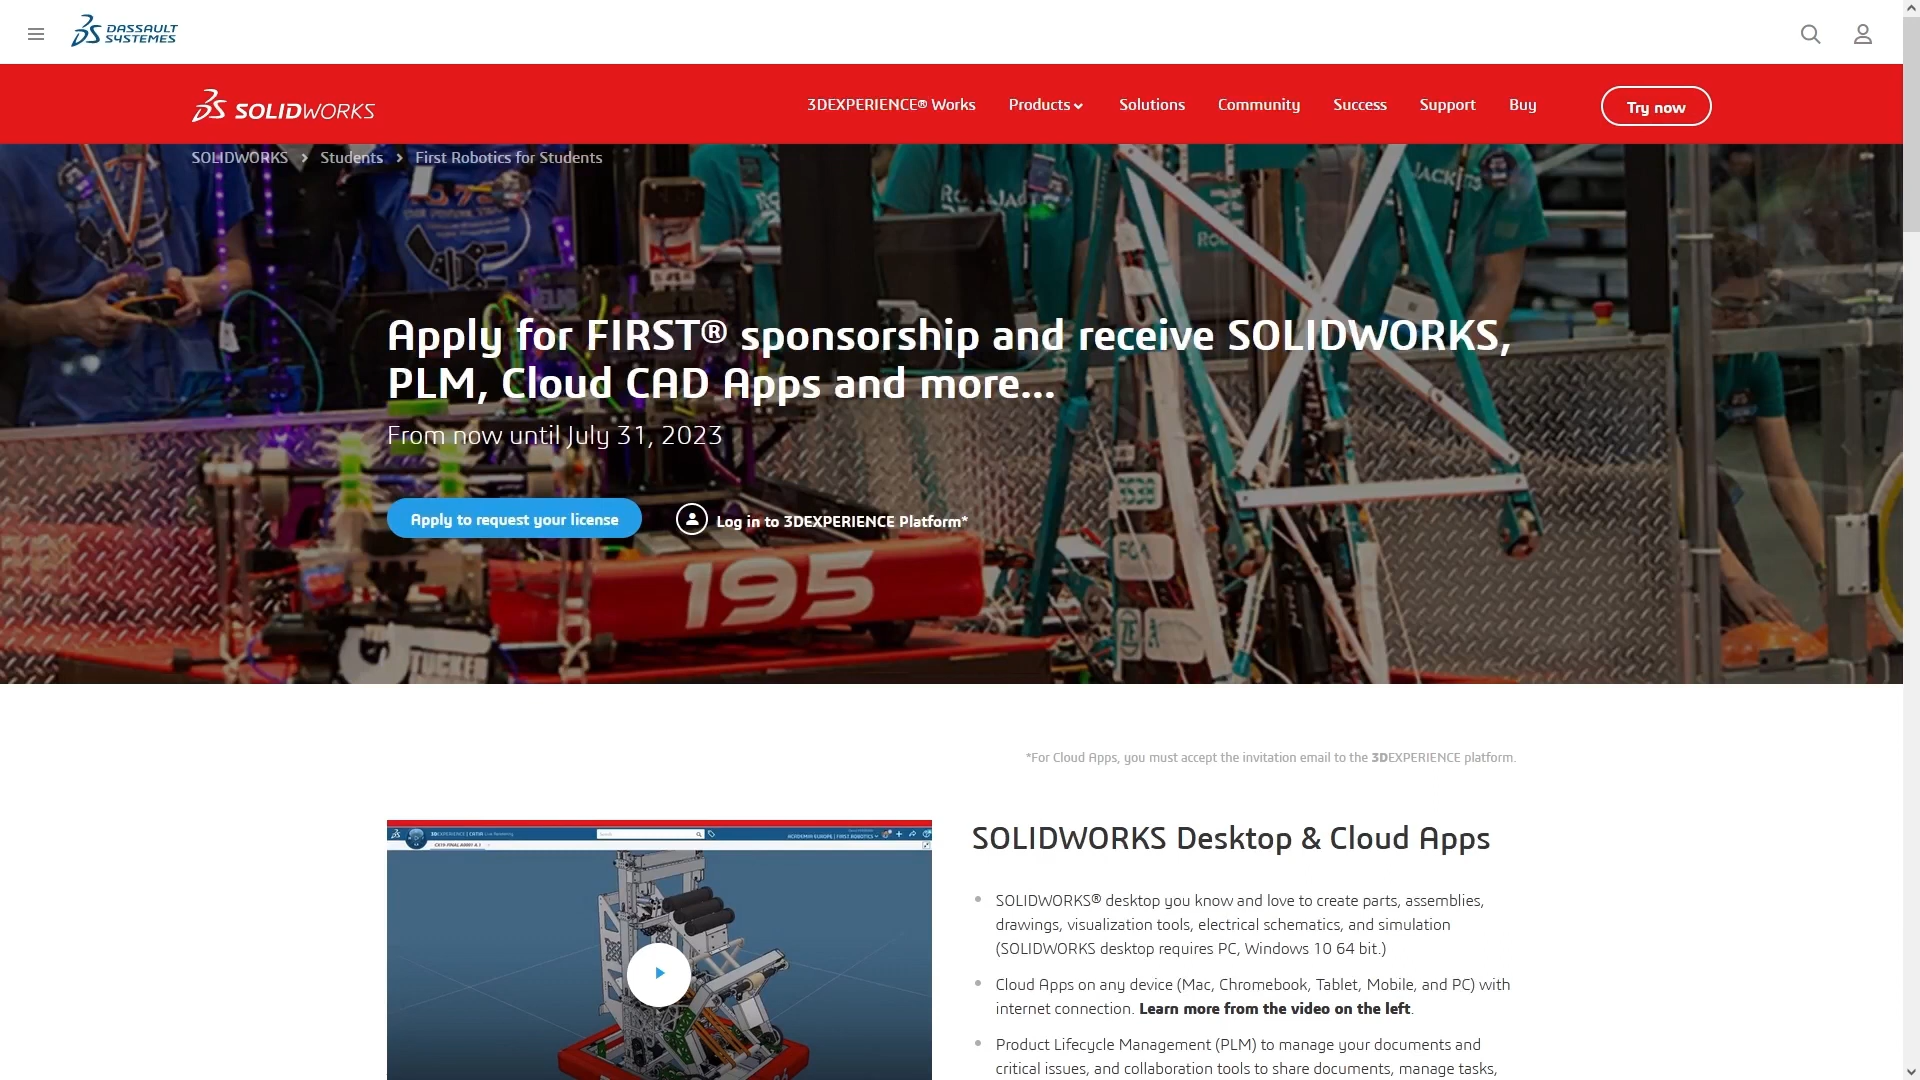 DASSAULT
SYSTEMES
SOLIDWORKS
3DEXPERIENCE® Works
Products
Solutions
Community
Success
Support
Buy
Try now
SOLIDWORKS
Students
First Robotics for Students
Apply for FIRST® sponsorship and receive SOLIDWORKS,
PLM, Cloud CAD Apps and more...
From now until July 31, 2023
Apply to request your license
Log in to 3DEXPERIENCE Platform*
195
TUCKER
*For Cloud Apps, you must accept the invitation email to the 3DEXPERIENCE platform.
SOLIDWORKS Desktop & Cloud Apps
SOLIDWORKS® desktop you know and love to create parts, assemblies,
drawings, visualization tools, electrical schematics, and simulation
(SOLIDWORKS desktop requires PC, Windows 10 64 bit.)
Cloud Apps on any device (Mac, Chromebook, Tablet, Mobile, and PC) with
internet connection. Learn more from the video on the left.
Product Lifecycle Management (PLM) to manage your documents and
critical issues, and collaboration tools to share documents, manage tasks,